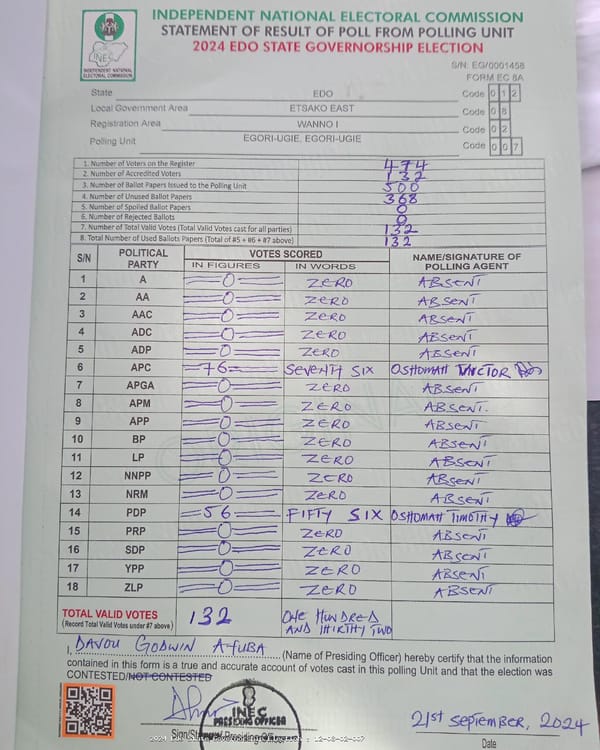 INDEPENDENT NATIONAL ELECTORAL COMMISSION
STATEMENT OF RESULT OF POLL FROM POLLING UNIT
2024 EDO STATE GOVERNORSHIP ELECTION
INEC
INDEPENDENT NATIONAL ELECTORAL COMMISSION
S/N: EG/0001458
FORM EC 8A
State EDO Code 0 1 2
Local Government Area ETSAKO EAST Code 0 8
Registration Area WANNO I Code 0 2
Polling Unit EGORI-UGIE, EGORI-UGIE Code 0 0 7
1. Number of Voters on the Register 474
2. Number of Accredited Voters 132
3. Number of Ballot Papers Issued to the Polling Unit 500
4. Number of Unused Ballot Papers 368
5. Number of Spoiled Ballot Papers 0
6. Number of Rejected Ballots 0
7. Number of Total Valid Votes (Total Valid Votes cast for all parties) 132
8. Total Number of Used Ballots Papers (Total of #5 + #6 + #7 above) 132
S/N POLITICAL PARTY VOTES SCORED NAME/SIGNATURE OF POLLING AGENT
IN FIGURES IN WORDS
1 A 0 ZERO ABSENT
2 AA 0 ZERO ABSENT
3 AAC 0 ZERO ABSENT
4 ADC 0 ZERO ABSENT
5 ADP 0 ZERO ABSENT
6 APC 76 SEVENTH SIX OSHOMAH VICTOR
7 APGA 0 ZERO ABSENT
8 APM 0 ZERO ABSENT.
9 APP 0 ZERO ABSENT
10 BP 0 ZERO ABSENT
11 LP 0 ZERO ABSENT
12 NNPP 0 ZERO ABSENT
13 NRM 0 ZERO ABSENT
14 PDP 56 FIFTY SIX OSHOMAH TIMOTHY
15 PRP 0 ZERO ABSENT
16 SDP 0 ZERO ABSENT
17 YPP 0 ZERO ABSENT
18 ZLP 0 ZERO ABSENT
TOTAL VALID VOTES 132 ONE HUNDRED
(Record Total Valid Votes under #7 above) AND THIRTHY TWO
I, DAVOU GODWIN AYUBA (Name of Presiding Officer) hereby certify that the information
contained in this form is a true and accurate account of votes cast in this polling Unit and that the election was
CONTESTED/NOT CONTESTED
INEC
PRESIDING OFFICER
21st September, 2024
Date